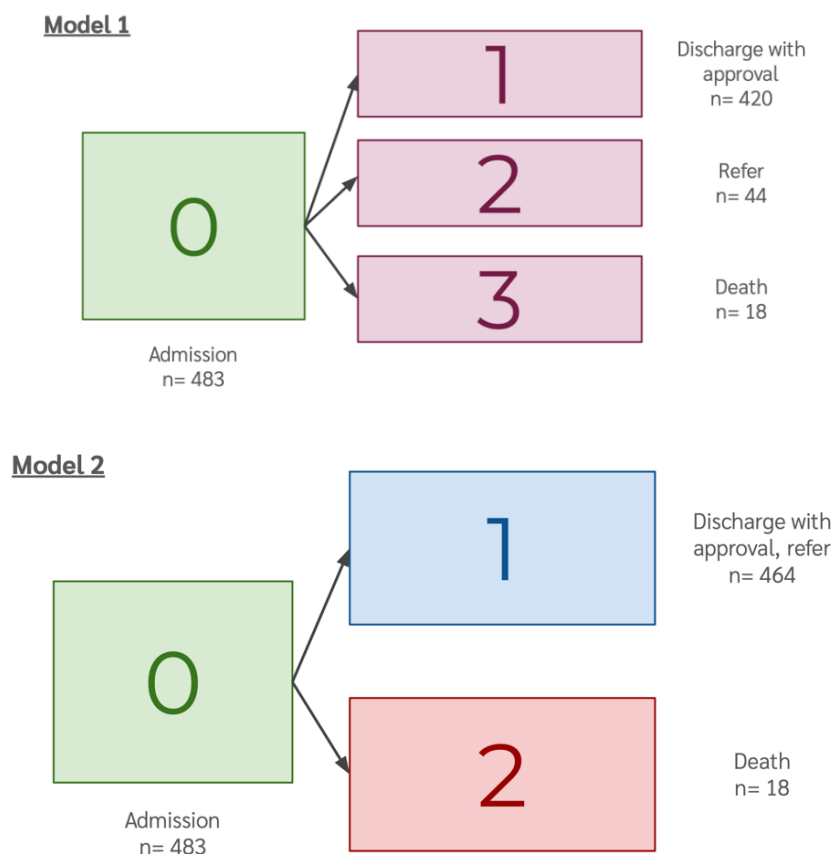 Model 1
1
Discharge with
approval
n= 420
0
2
Refer
n= 44
3
Death
n= 18
Admission
n= 483
Model 2
1
Discharge with
approval, refer
n= 464
0
2
Death
n= 18
Admission
n= 483